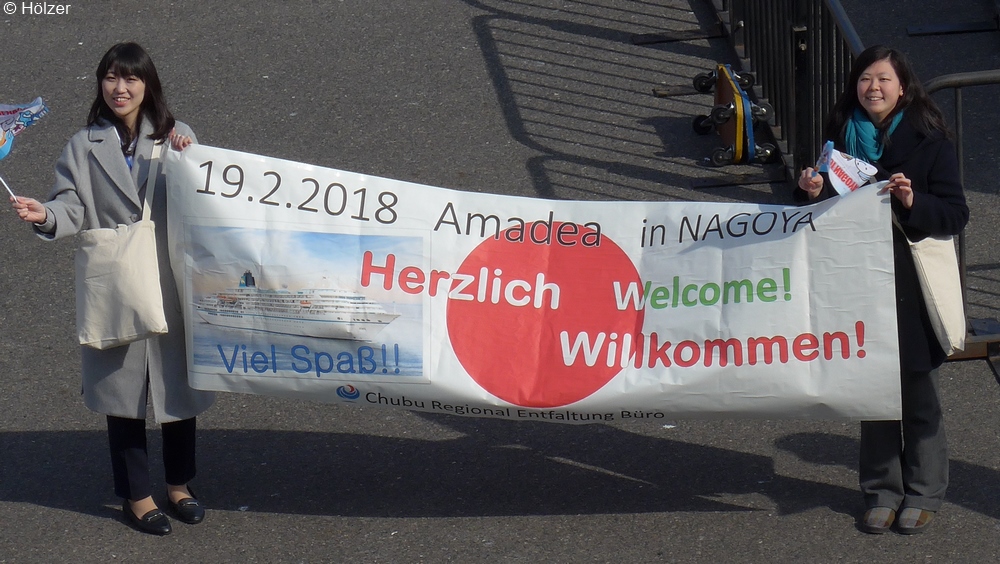 © Hölzer
19.2.2018 Amadea in NAGOYA
Herzlich Welcome!
Willkommen!
Viel Spaß!!
Chubu Regional Entfaltung Büro